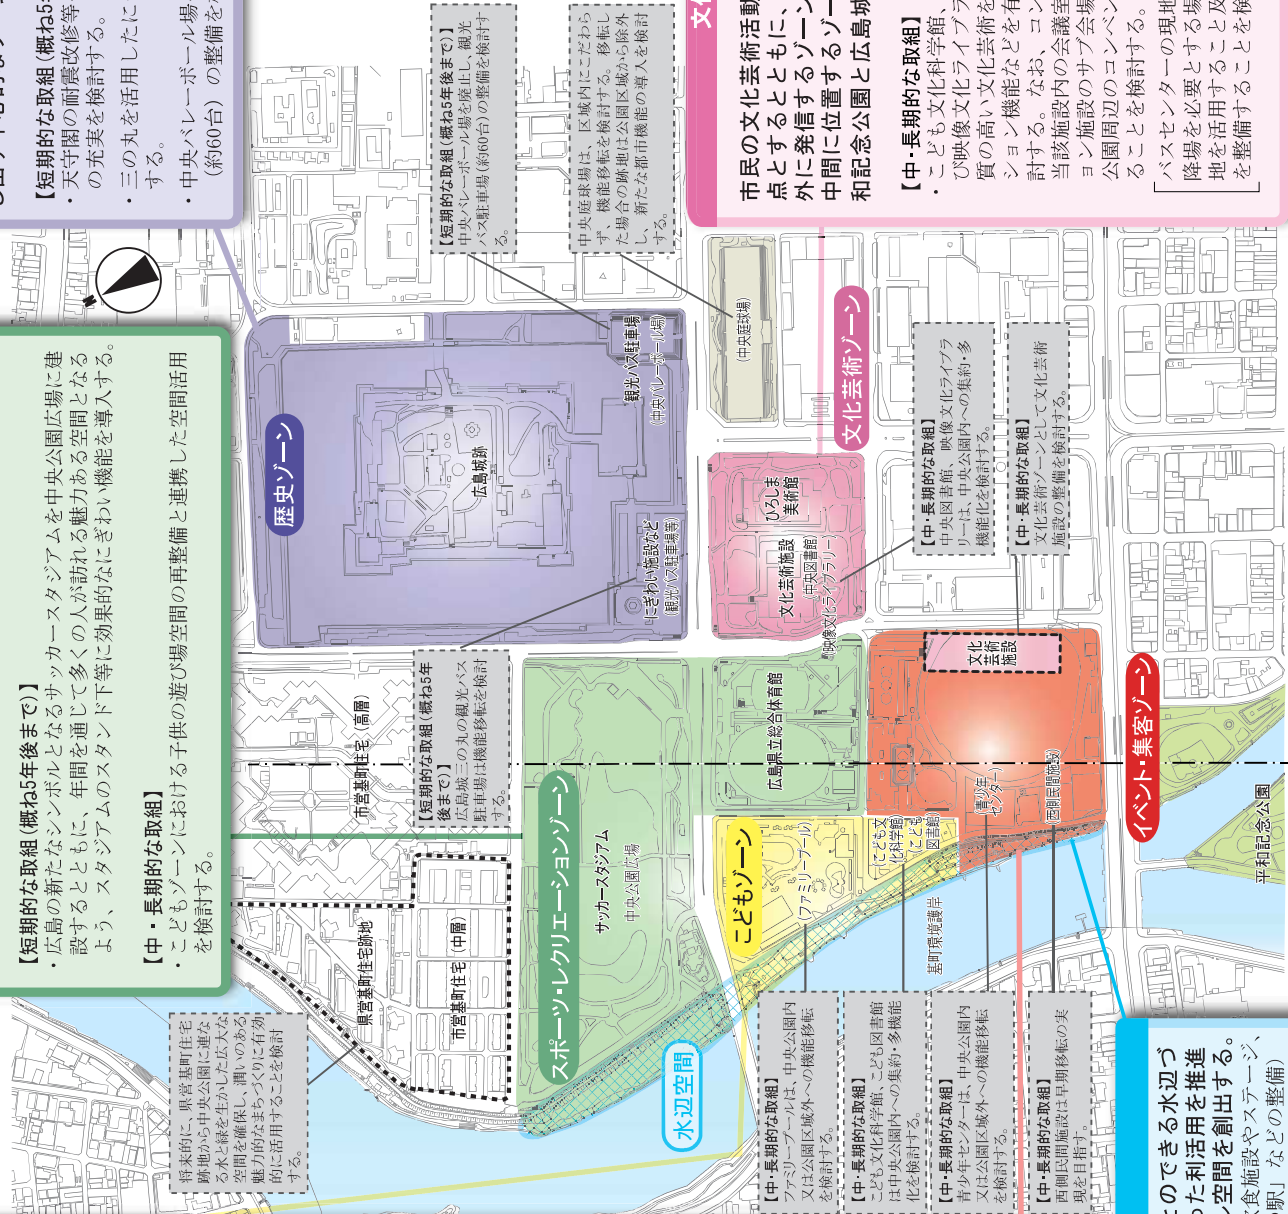 【短期的な取組（概ね5年後まで）】
・広島の新たなシンボルとなるサッカースタジアムを中央公園広場に建
設するとともに、年間を通じて多くの人が訪れる魅力ある空間となる
よう、スタジアムのスタンド下等に効果的なにぎわい機能を導入する。
【中・長期的な取組】
・こどもゾーンにおける子供の遊び場空間の再整備と連携した空間活用
を検討する。
【短期的な取組（概ね5
・天守閣の耐震改修等
の充実を検討する。
・三の丸を活用したに
する。
・中央バレーボール場
（約60台）の整備を
N
歴史ゾーン
広島城跡
観光バス駐車場
（中央バレーボール場）
にぎわい施設など
（観光バス駐車場等）
【短期的な取組（概ね5年後まで）】
中央バレーボール場を廃止し、観光
バス駐車場（約60台）の整備を検討す
る。
中央庭球場は、区域内にこだわら
ず、機能移転を検討する。移転し
た場合の跡地は公園区域から除外
し、新たな都市機能の導入を検討
する。
（中央庭球場）
【短期的な取組（概ね5年
後まで）】
広島城三の丸の観光バス
駐車場は機能移転を検討
する。
市営基町住宅（高層）
県営基町住宅跡地
市営基町住宅（中層）
将来的に、県営基町住宅
跡地から中央公園に連な
る水と緑を生かした広大な
空間を確保し、潤いのある
魅力的なまちづくりに有効
的に活用することを検討
する。
スポーツ・レクリエーションゾーン
サッカースタジアム
中央公園広場
広島県立総合体育館
水辺空間
こどもゾーン
（ファミリープール）
（こども文
化科学館）
（こども
図書館）
基町環境護岸
文化芸術ゾーン
ひろしま
美術館
文化芸術施設
（中央図書館）
（映像文化ライブラリー）
【中・長期的な取組】
中央図書館、映像文化ライブラ
リーは、中央公園内への集約・多
機能化を検討する。
【中・長期的な取組】
文化芸術ゾーンとして文化芸術
施設の整備を検討する。
文化
芸術
施設
（青少年
センター）
（西側民間施設）
イベント・集客ゾーン
平和記念公園
【中・長期的な取組】
ファミリープールは、中央公園内
又は公園区域外への機能移転
を検討する。
【中・長期的な取組】
こども文化科学館、こども図書館
は中央公園内への集約・多機能
化を検討する。
【中・長期的な取組】
青少年センターは、中央公園内
又は公園区域外への機能移転
を検討する。
【中・長期的な取組】
西側民間施設は早期移転の実
現を目指す。
市民の文化芸術活動
点とするとともに、
外に発信するゾーン
中間に位置するゾー
和記念公園と広島城
【中・長期的な取組】
・こども文化科学館、
び映像文化ライブラ
質の高い文化芸術を
ション機能などを有
討する。なお、コン
当該施設内の会議室
ョン施設のサブ会場
公園周辺のコンベン
ることを検討する。
バスセンターの現地
降場を必要とする場
地を活用すること及
を整備することを検
とのできる水辺づ
った利活用を推進
し空間を創出する。
飲食施設やステージ、
駅」などの整備）